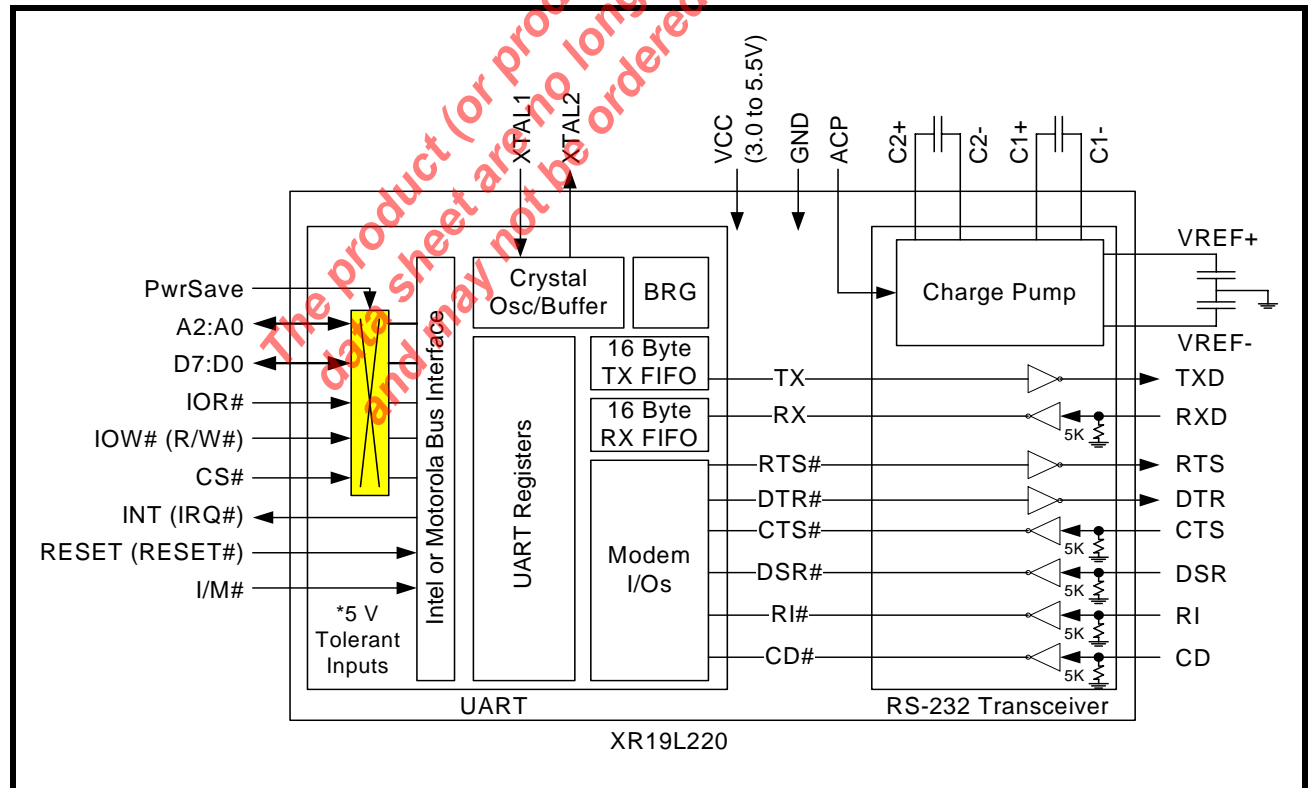 The product (or produ
data sheet are no long
and may not be ordered
XTAL1
XTAL2
VCC
(3.0 to 5.5V)
GND
ACP
C2+
C2-
C1+
C1-
PwrSave
A2:A0
D7:D0
IOR#
IOW# (R/W#)
CS#
INT (IRQ#)
RESET (RESET#)
I/M#
*5 V
Tolerant
Inputs
Intel or Motorola Bus Interface
Crystal
Osc/Buffer
BRG
UART Registers
16 Byte
TX FIFO
16 Byte
RX FIFO
Modem
I/Os
TX
RX
RTS#
DTR#
CTS#
DSR#
RI#
CD#
Charge Pump
VREF+
VREF-
5K
5K
5K
5K
5K
TXD
RXD
RTS
DTR
CTS
DSR
RI
CD
UART
RS-232 Transceiver
XR19L220